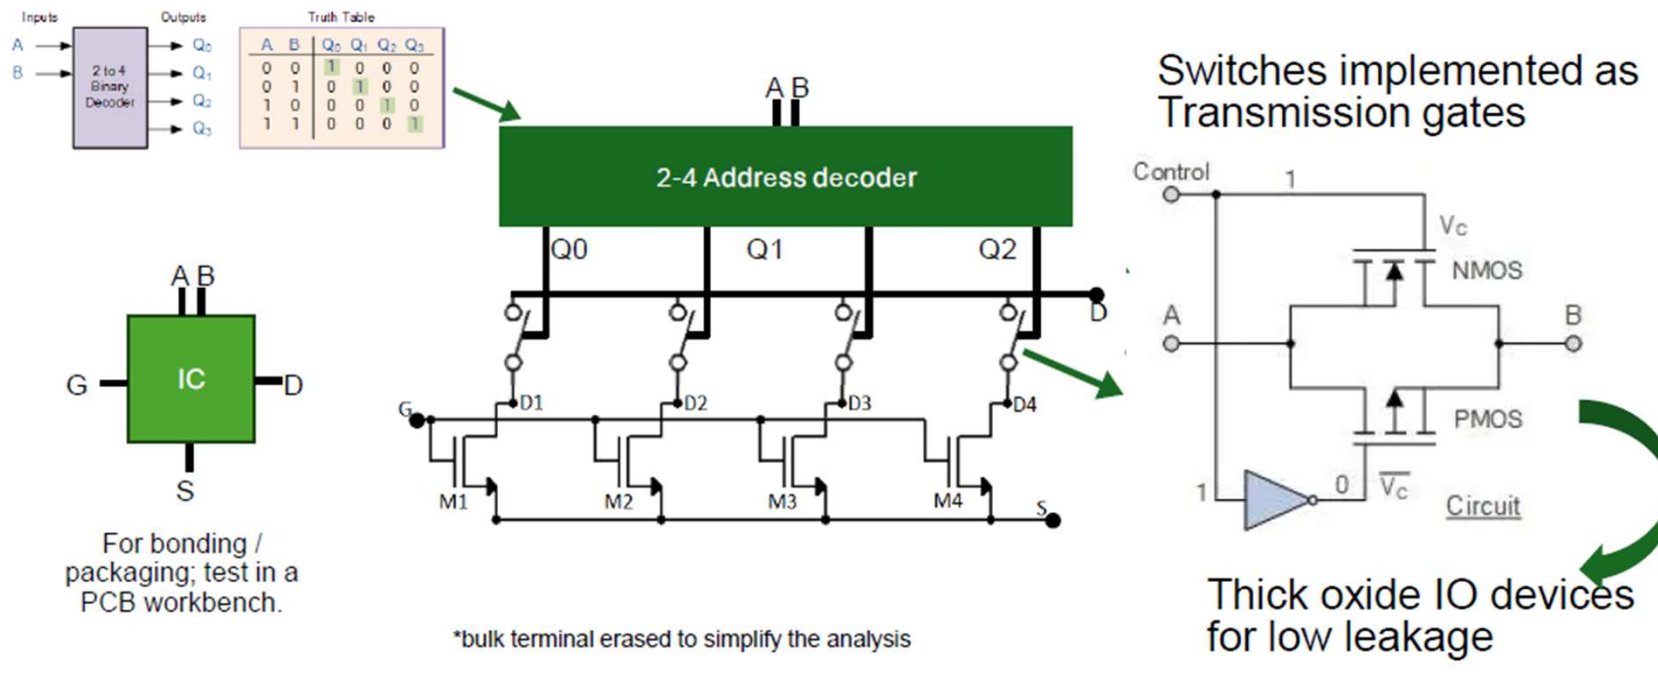 Inputs
Outputs
Truth Table
A
B
2 to 4
Binary
Decoder
Q0
Q1
Q2
Q3
A B Q0 Q1 Q2 Q3
0 0 1 0 0 0
0 1 0 1 0 0
1 0 0 0 1 0
1 1 0 0 0 1
A B
2-4 Address decoder
Q0
Q1
Q2
D
D1
D2
D3
D4
G
M1
M2
M3
M4
S
*bulk terminal erased to simplify the analysis
A B
G
IC
D
S
For bonding /
packaging; test in a
PCB workbench.
Switches implemented as
Transmission gates
Control
1
VC
NMOS
A
B
PMOS
1
0
V̅C̅
Circuit
Thick oxide IO devices
for low leakage